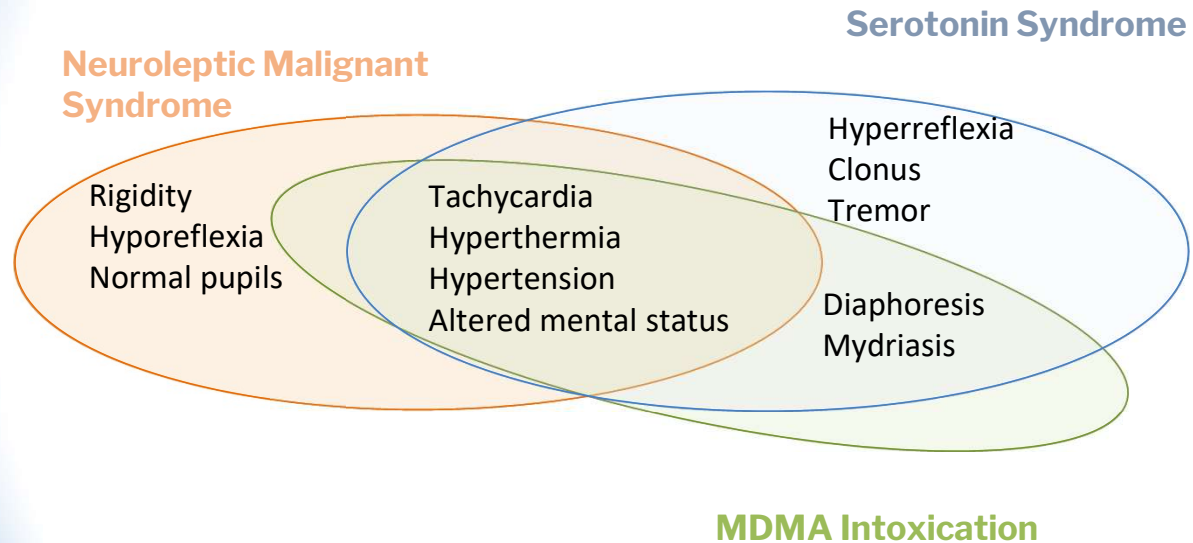 Serotonin Syndrome
Neuroleptic Malignant
Syndrome
Rigidity
Hyporeflexia
Normal pupils
Tachycardia
Hyperthermia
Hypertension
Altered mental status
Hyperreflexia
Clonus
Tremor
Diaphoresis
Mydriasis
MDMA Intoxication